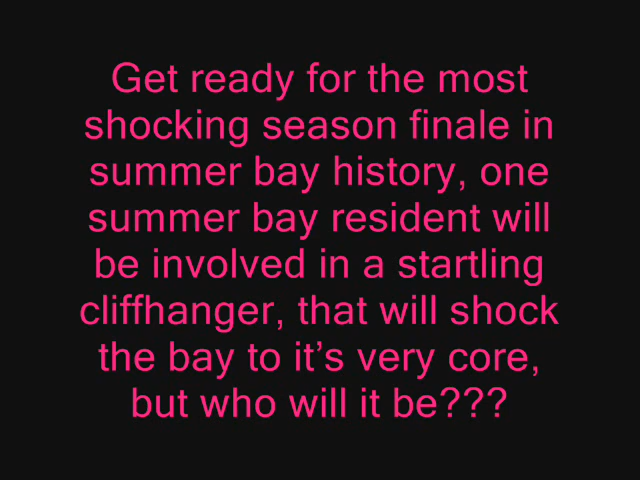 Get ready for the most
shocking season finale in
summer bay history, one
summer bay resident will
be involved in a startling
cliffhanger, that will shock
the bay to it’s very core,
but who will it be???